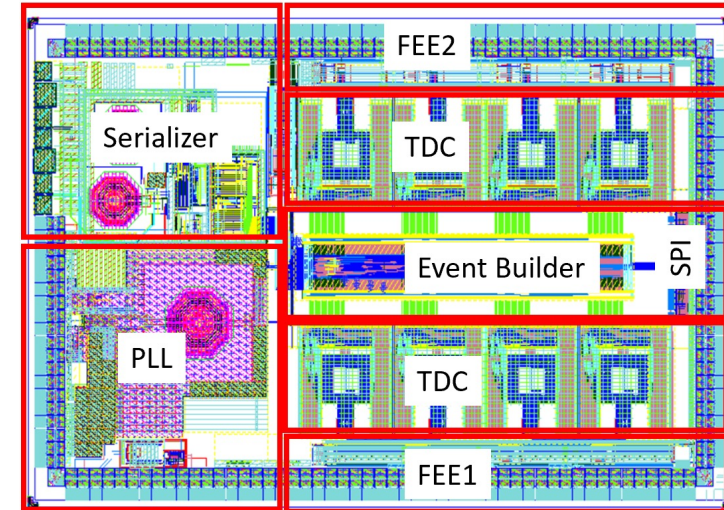 FEE2
Serializer
TDC
Event Builder
SPI
PLL
TDC
FEE1